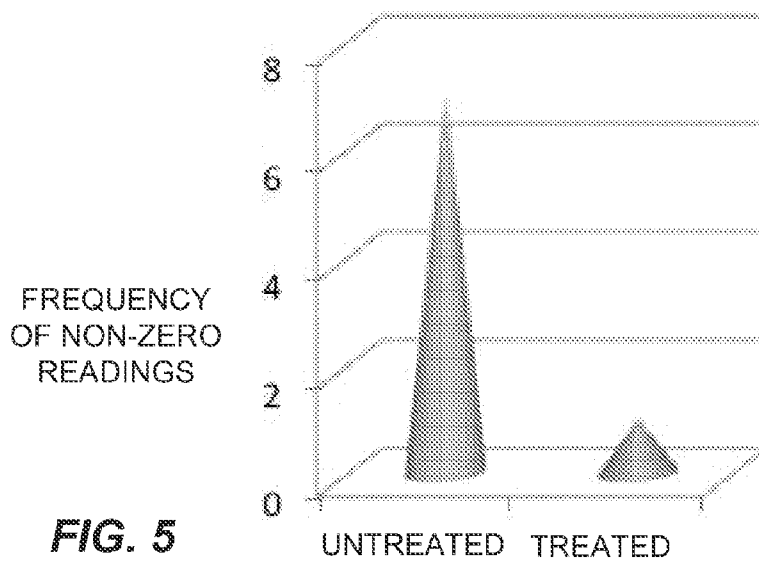 8
6
4
2
0
FREQUENCY
OF NON-ZERO
READINGS
UNTREATED TREATED
FIG. 5